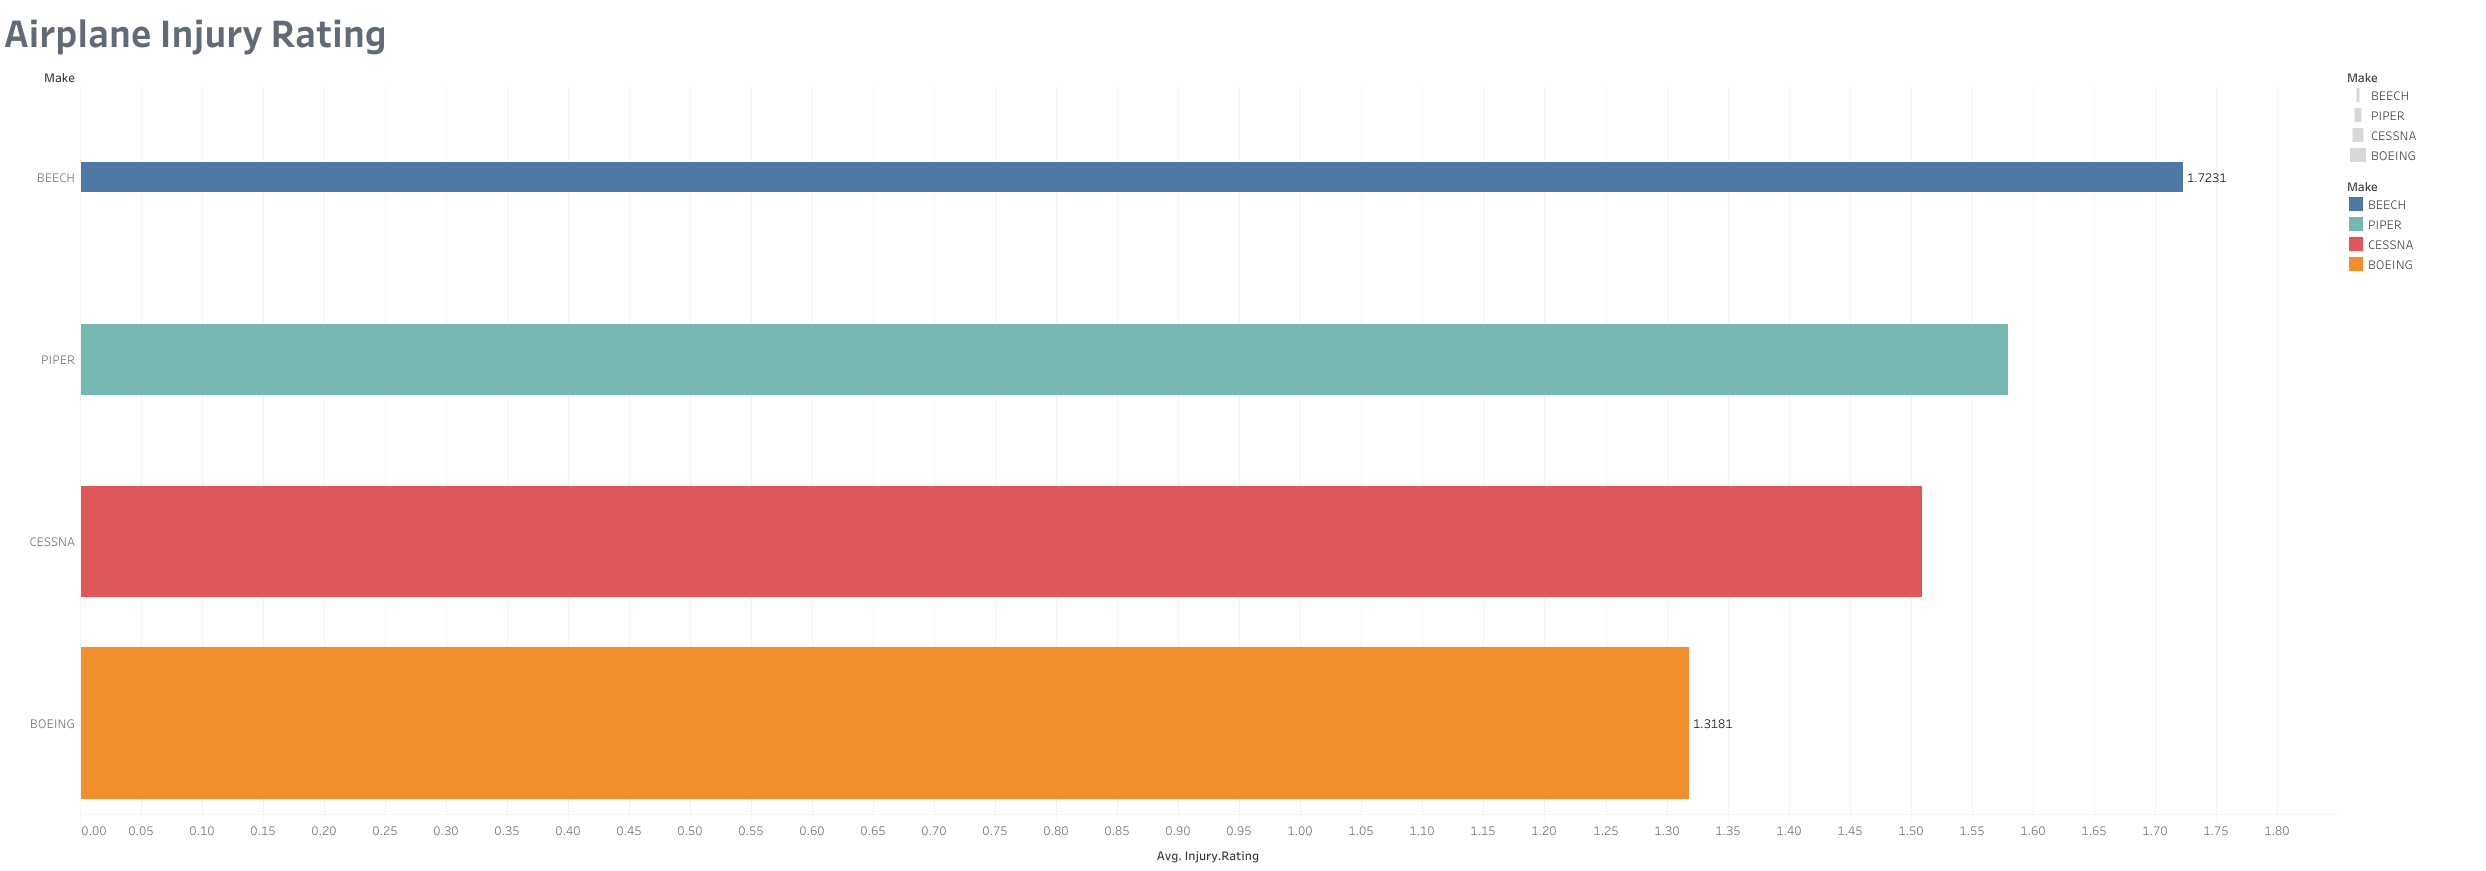 Airplane Injury Rating
Make
BEECH
1.7231
PIPER
CESSNA
BOEING
1.3181
0.00 0.05 0.10 0.15 0.20 0.25 0.30 0.35 0.40 0.45 0.50 0.55 0.60 0.65 0.70 0.75 0.80 0.85 0.90 0.95 1.00 1.05 1.10 1.15 1.20 1.25 1.30 1.35 1.40 1.45 1.50 1.55 1.60 1.65 1.70 1.75 1.80
Avg. Injury.Rating
Make
BEECH
PIPER
CESSNA
BOEING
Make
BEECH
PIPER
CESSNA
BOEING